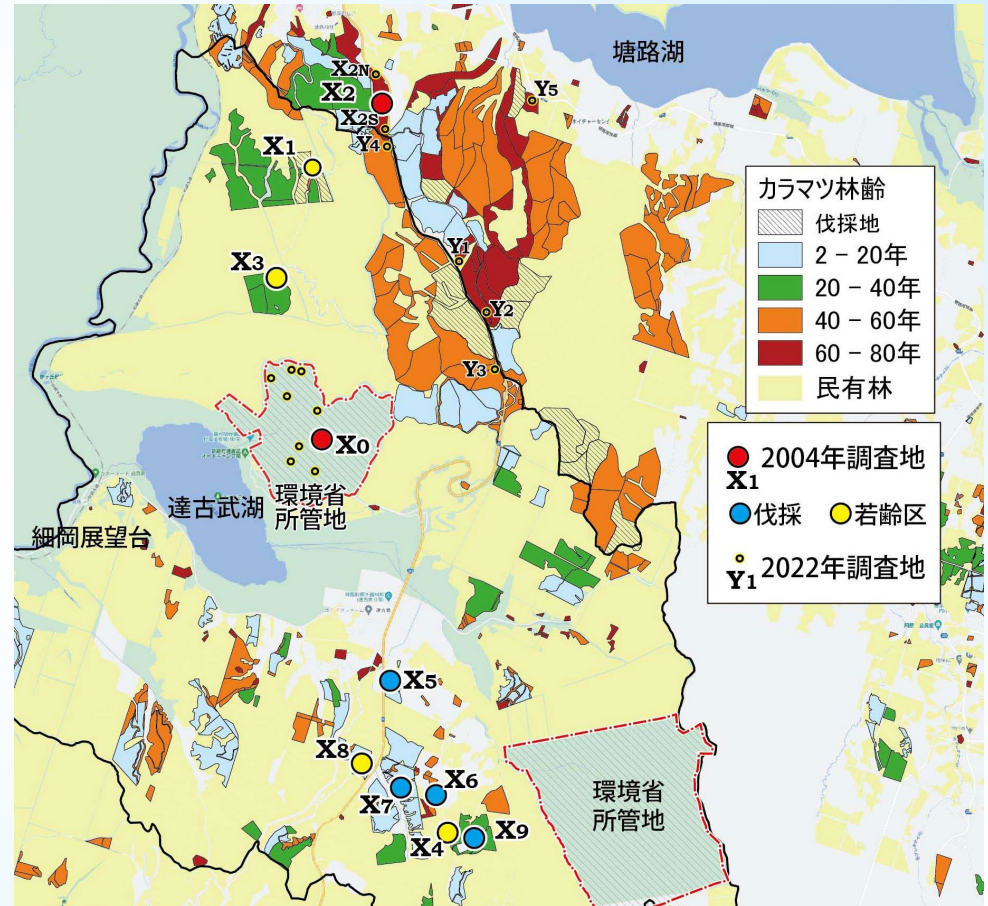 塘路湖
X2N
X2
X2S
Y4
Y5
X1
カラマツ林齢
伐採地
2 - 20年
20 - 40年
40 - 60年
60 - 80年
民有林
X3
Y1
Y2
Y3
2004年調査地
X1
伐採
若齢区
2022年調査地
Y1
X0
環境省
所管地
達古武湖
細岡展望台
X5
X8
X6
X7
X4
X9
環境省
所管地